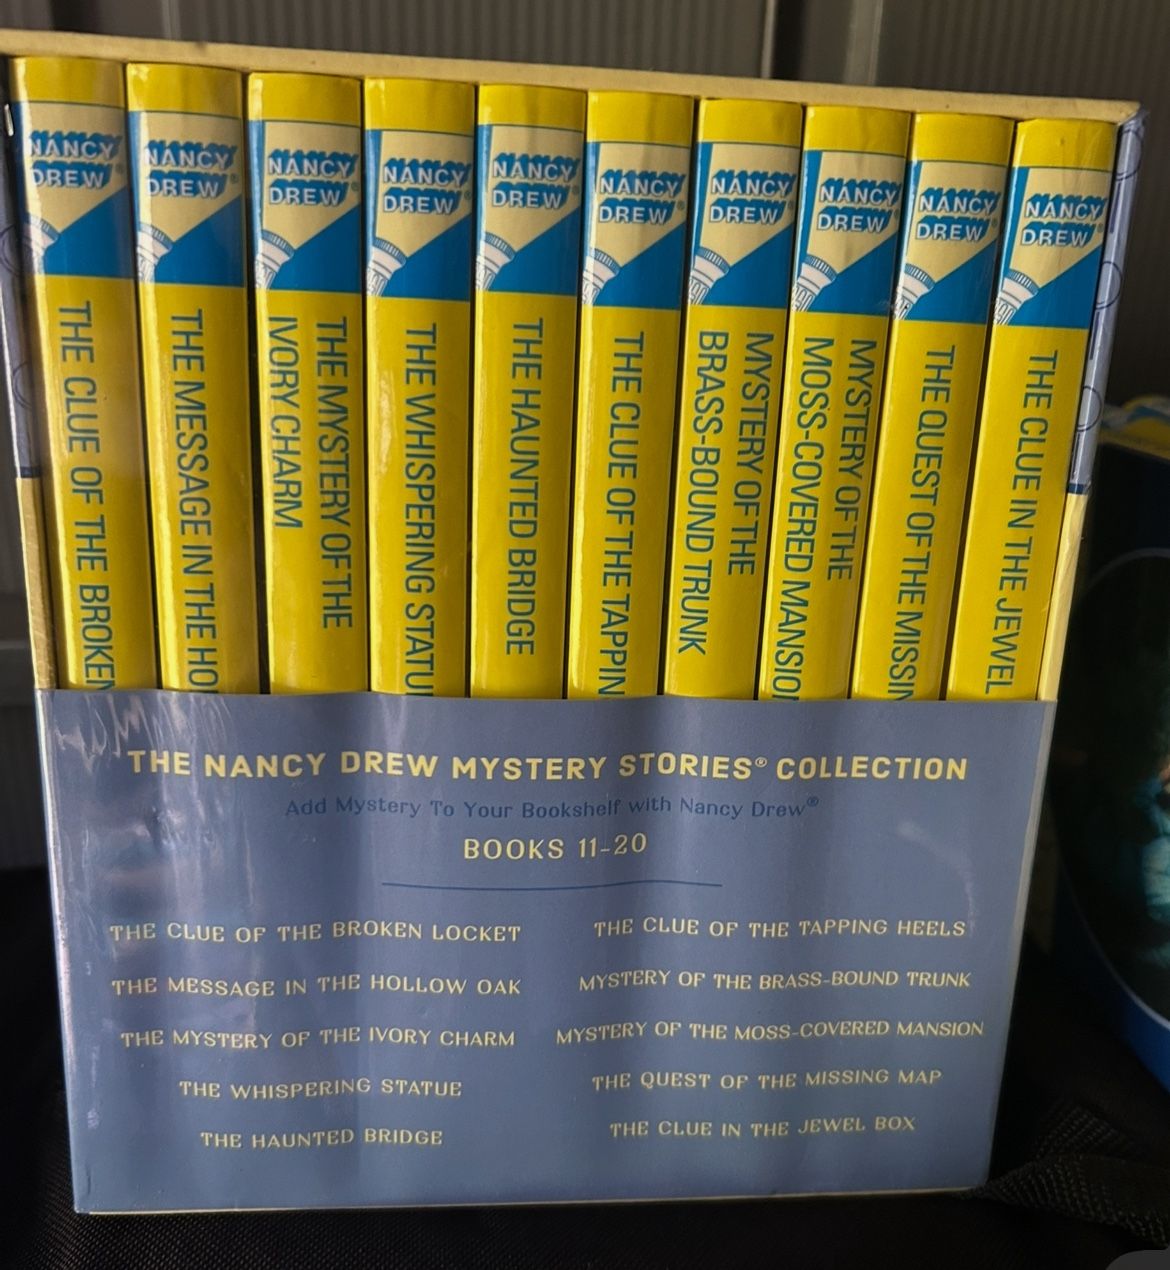 NANCY DREW
THE CLUE OF THE BROKEN
NANCY DREW®
THE MESSAGE IN THE HO
NANCY DREW®
THE MYSTERY OF THE
IVORY CHARM
NANCY DREW®
THE WHISPERING STATU
NANCY DREW®
THE HAUNTED BRIDGE
NANCY DREW®
THE CLUE OF THE TAPPIN
NANCY DREW®
MYSTERY OF THE
BRASS-BOUND TRUNK
NANCY DREW®
MYSTERY OF THE
MOSS-COVERED MANSION
NANCY DREW®
THE QUEST OF THE MISSIN
NANCY DREW®
THE CLUE IN THE JEWEL
THE NANCY DREW MYSTERY STORIES® COLLECTION
Add Mystery To Your Bookshelf with Nancy Drew®
BOOKS 11-20
THE CLUE OF THE BROKEN LOCKET
THE MESSAGE IN THE HOLLOW OAK
THE MYSTERY OF THE IVORY CHARM
THE WHISPERING STATUE
THE HAUNTED BRIDGE
THE CLUE OF THE TAPPING HEELS
MYSTERY OF THE BRASS-BOUND TRUNK
MYSTERY OF THE MOSS-COVERED MANSION
THE QUEST OF THE MISSING MAP
THE CLUE IN THE JEWEL BOX